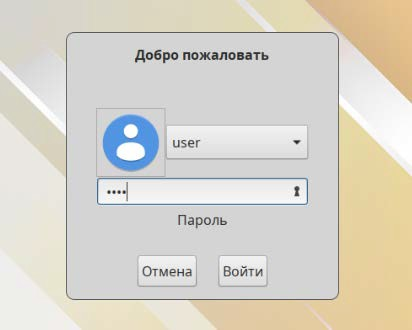 Добро пожаловать
user
••••
Пароль
Отмена
Войти